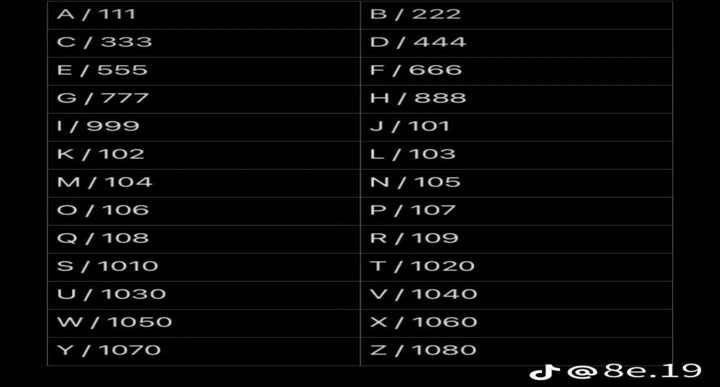 A / 111
B / 222
C / 333
D / 444
E / 555
F / 666
G / 777
H / 888
I / 999
J / 101
K / 102
L / 103
M / 104
N / 105
O / 106
P / 107
Q / 108
R / 109
S / 1010
T / 1020
U / 1030
V / 1040
W / 1050
X / 1060
Y / 1070
Z / 1080
@8e.19